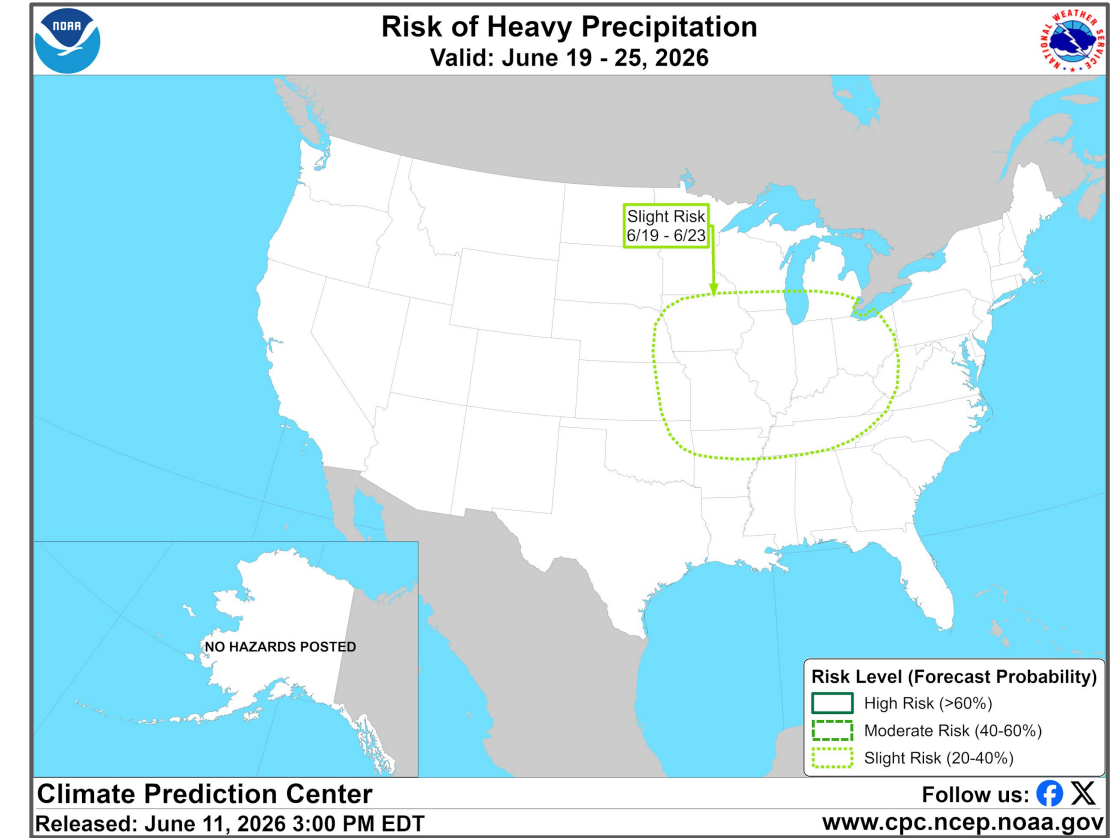 NOAA
Risk of Heavy Precipitation
Valid: June 19 - 25, 2026
NATIONAL WEATHER SERVICE
Slight Risk
6/19 - 6/23
NO HAZARDS POSTED
Risk Level (Forecast Probability)
High Risk (>60%)
Moderate Risk (40-60%)
Slight Risk (20-40%)
Climate Prediction Center
Follow us:
Released: June 11, 2026 3:00 PM EDT
www.cpc.ncep.noaa.gov